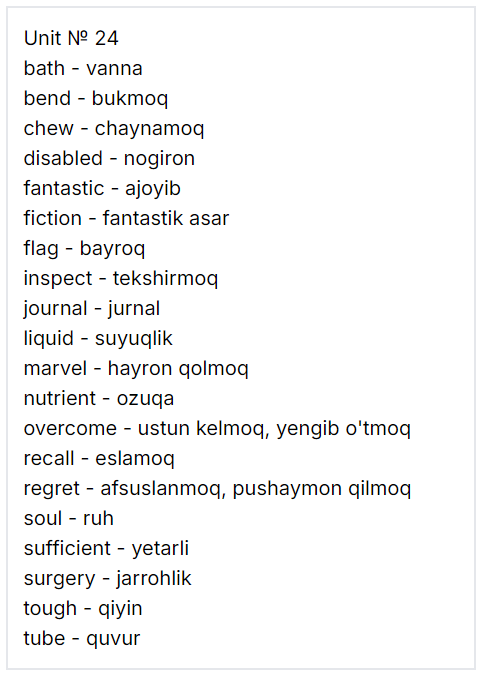 Unit № 24
bath - vanna
bend - bukmoq
chew - chaynamoq
disabled - nogiron
fantastic - ajoyib
fiction - fantastik asar
flag - bayroq
inspect - tekshirmoq
journal - jurnal
liquid - suyuqlik
marvel - hayron qolmoq
nutrient - ozuqa
overcome - ustun kelmoq, yengib o'tmoq
recall - eslamoq
regret - afsuslanmoq, pushaymon qilmoq
soul - ruh
sufficient - yetarli
surgery - jarrohlik
tough - qiyin
tube - quvur